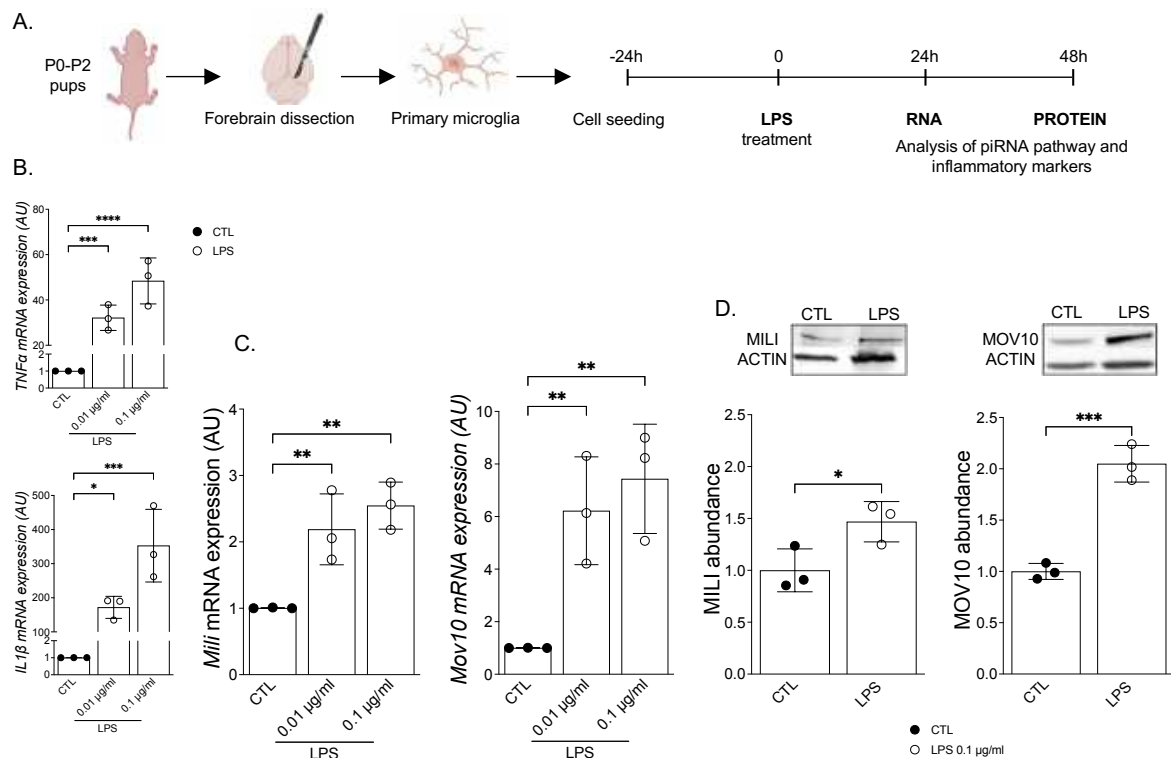 A.
P0-P2
pups
Forebrain dissection
Primary microglia
-24h
0
24h
48h
Cell seeding
LPS
treatment
RNA
PROTEIN
Analysis of piRNA pathway and
inflammatory markers
B.
TNFα mRNA expression (AU)
80
60
40
20
2
1
0
****
***
CTL
0.01 µg/ml
0.1 µg/ml
LPS
CTL
LPS
IL1β mRNA expression (AU)
500
400
300
200
100
2
1
0
***
*
CTL
0.01 µg/ml
0.1 µg/ml
LPS
C.
Mili mRNA expression (AU)
4
3
2
1
0
**
**
CTL
0.01 µg/ml
0.1 µg/ml
LPS
Mov10 mRNA expression (AU)
10
8
6
4
2
0
**
**
CTL
0.01 µg/ml
0.1 µg/ml
LPS
D.
CTL LPS
MILI
ACTIN
CTL LPS
MOV10
ACTIN
MILI abundance
2.5
2.0
1.5
1.0
0.5
0.0
*
CTL
LPS
MOV10 abundance
2.5
2.0
1.5
1.0
0.5
0.0
***
CTL
LPS
CTL
LPS 0.1 µg/ml